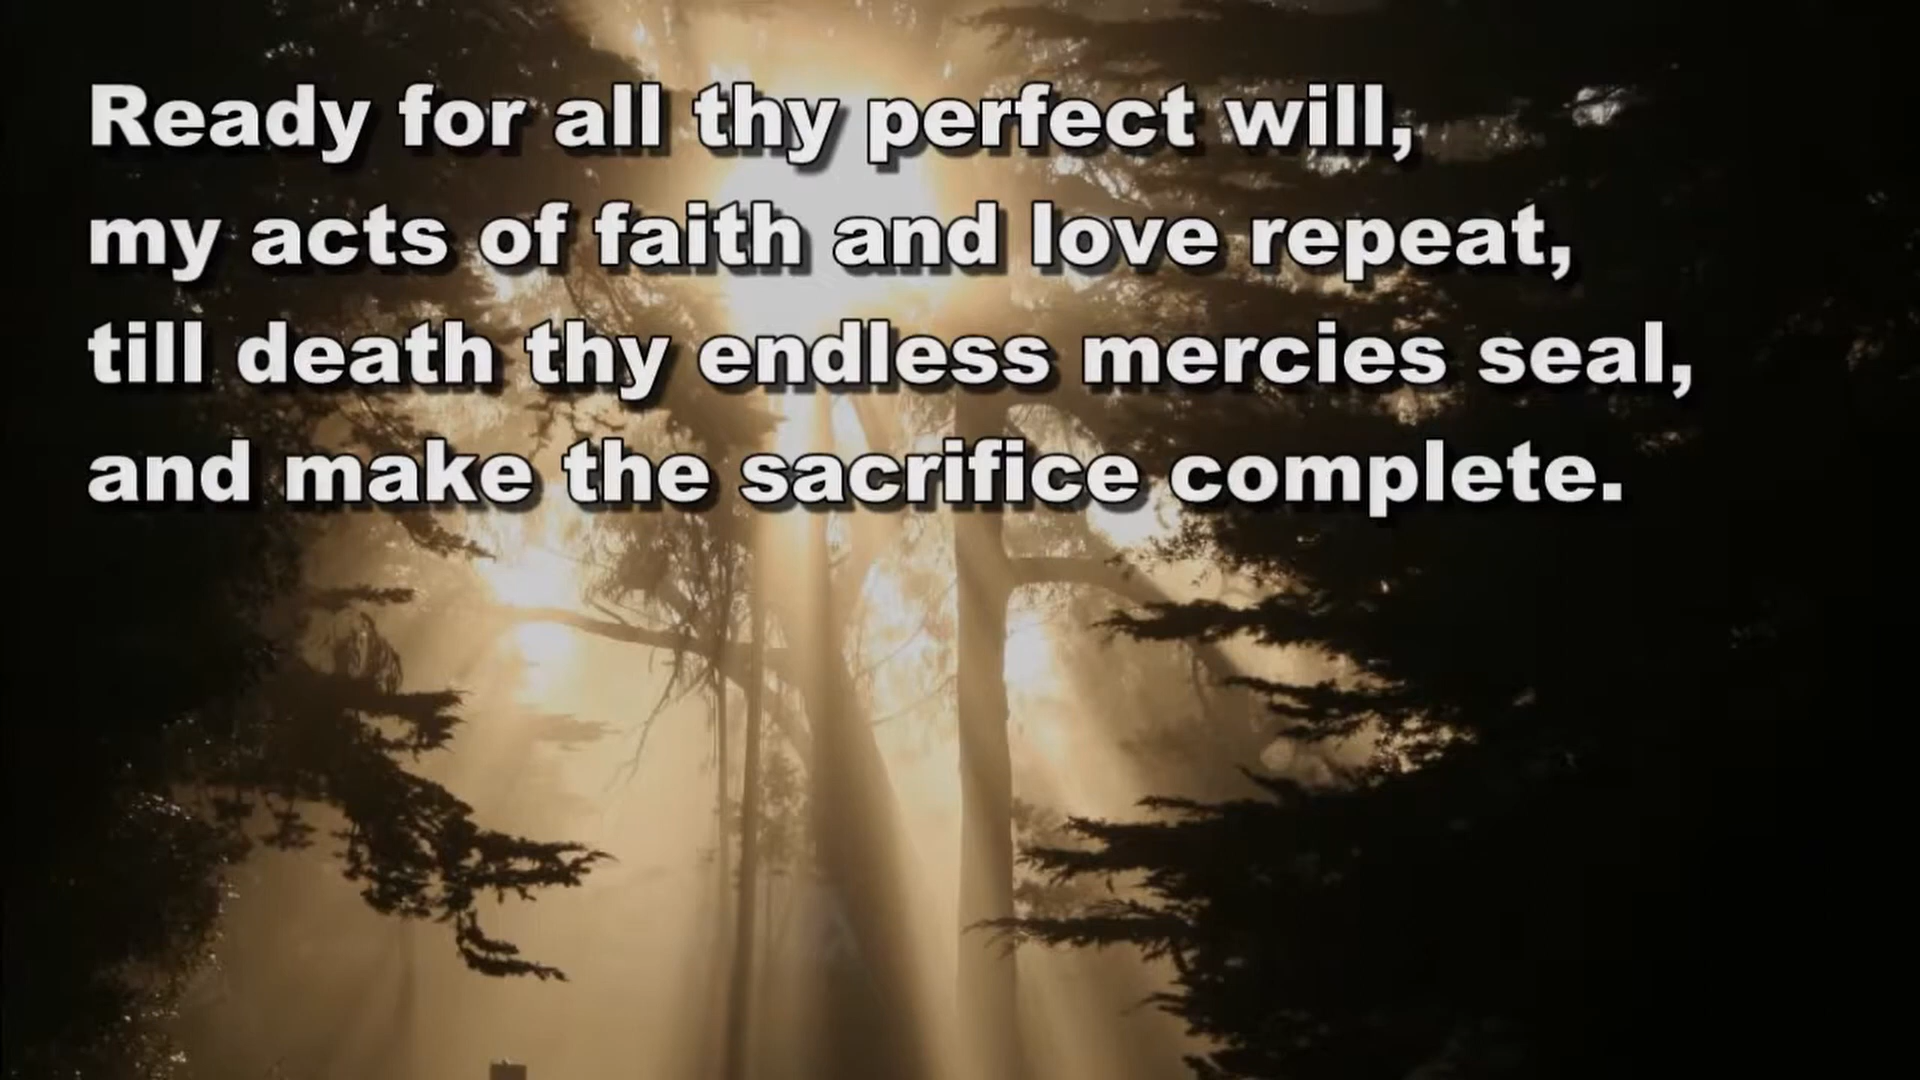 Ready for all thy perfect will,
my acts of faith and love repeat,
till death thy endless mercies seal,
and make the sacrifice complete.